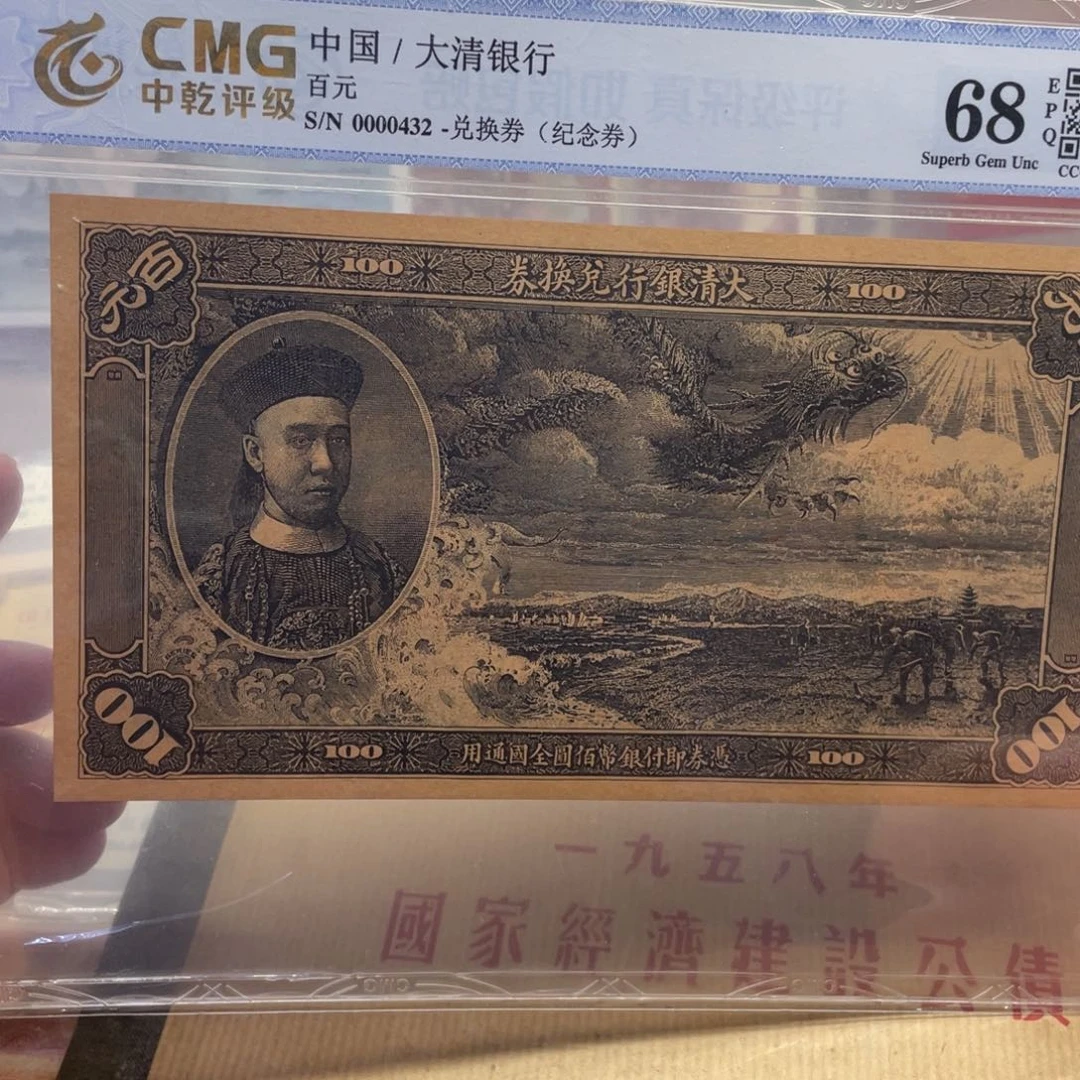 CMG
中乾评级
中国 / 大清银行
百元
S/N 0000432 -兑换券（纪念券）
68
Superb Gem Unc
E
P
Q
CC
百元
100
券換兌行銀清大
100
100
100
用通國全圓佰幣銀付即券憑
100
100
一九五八年
國家經濟建設公債
CMG